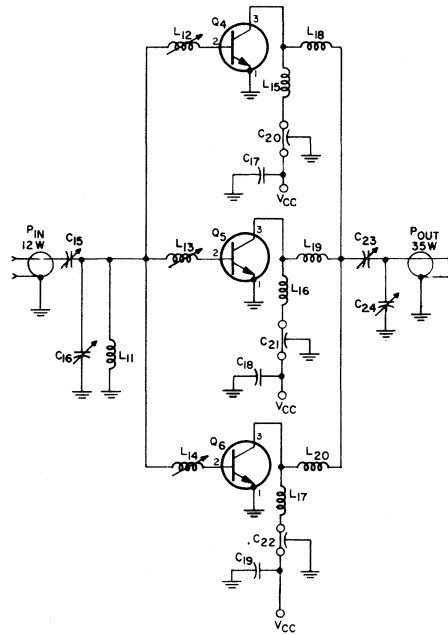 Q4
3
L12
2
L18
1
L15
C20
C17
VCC
PIN
12 W
C15
Q5
3
L13
2
L19
C23
POUT
35W
1
L16
C24
C16
L11
C21
C18
VCC
Q6
3
L14
2
L20
1
L17
C22
C19
VCC